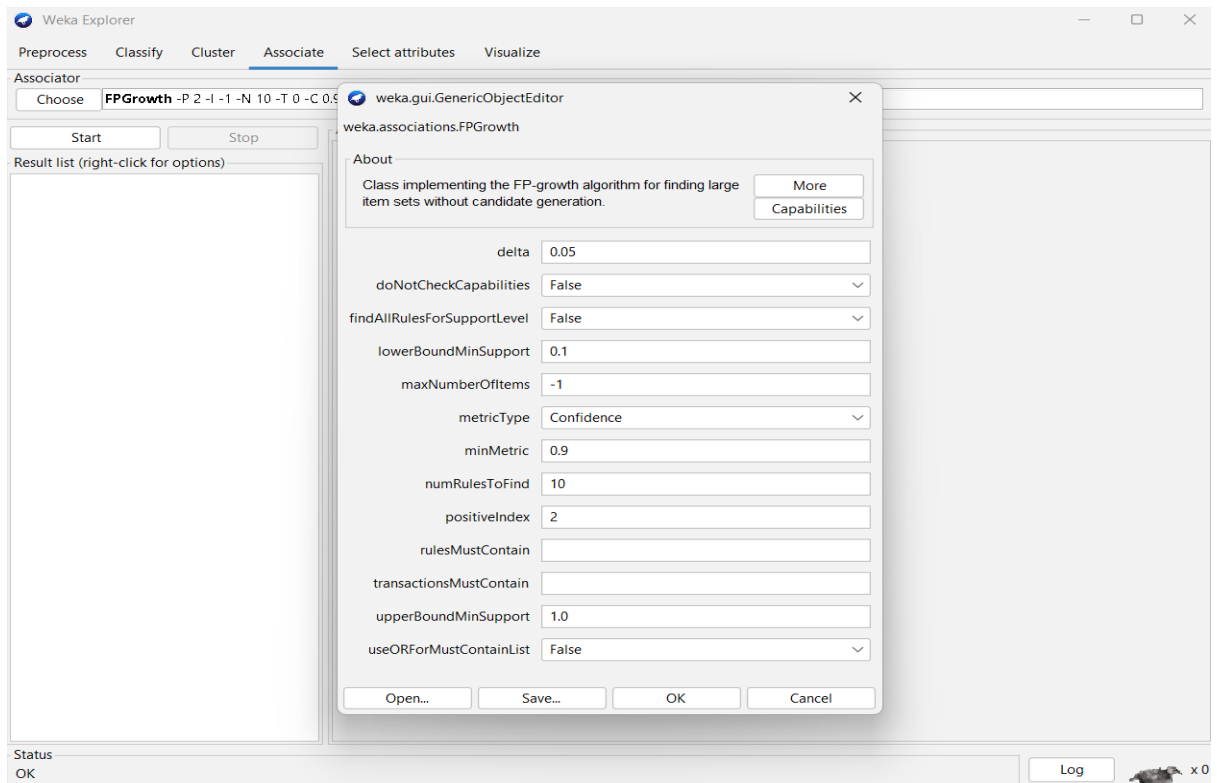 Weka Explorer
Preprocess Classify Cluster Associate Select attributes Visualize
Associator
Choose FPGrowth -P 2 -I -1 -N 10 -T 0 -C 0.9
weka.gui.GenericObjectEditor
weka.associations.FPGrowth
Start Stop
Result list (right-click for options)
About
Class implementing the FP-growth algorithm for finding large
item sets without candidate generation.
More
Capabilities
delta 0.05
doNotCheckCapabilities False
findAllRulesForSupportLevel False
lowerBoundMinSupport 0.1
maxNumberOfItems -1
metricType Confidence
minMetric 0.9
numRulesToFind 10
positiveIndex 2
rulesMustContain
transactionsMustContain
upperBoundMinSupport 1.0
useORForMustContainList False
Open... Save... OK Cancel
Status
OK
Log x 0